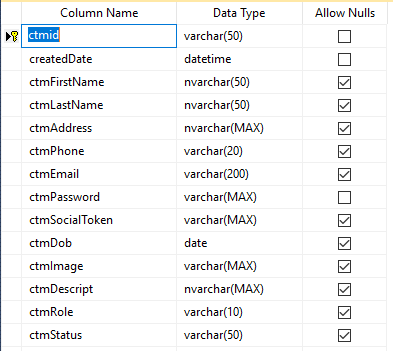 Column Name Data Type Allow Nulls
ctmid varchar(50)
createdDate datetime
ctmFirstName nvarchar(50)
ctmLastName nvarchar(50)
ctmAddress nvarchar(MAX)
ctmPhone varchar(20)
ctmEmail varchar(200)
ctmPassword varchar(MAX)
ctmSocialToken varchar(MAX)
ctmDob date
ctmImage varchar(MAX)
ctmDescript nvarchar(MAX)
ctmRole varchar(10)
ctmStatus varchar(50)